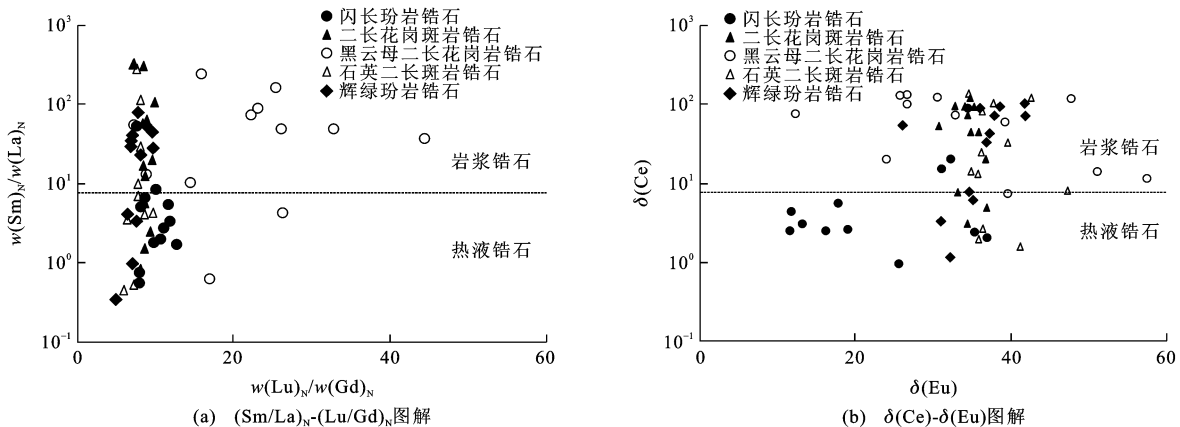 10³
10²
10¹
10⁰
10⁻¹
w(Sm)ₙ/w(La)ₙ
闪长玢岩锆石
二长花岗斑岩锆石
黑云母二长花岗岩锆石
石英二长斑岩锆石
辉绿玢岩锆石
岩浆锆石
热液锆石
0 20 40 60
w(Lu)ₙ/w(Gd)ₙ
(a) (Sm/La)ₙ-(Lu/Gd)ₙ图解
10³
10²
10¹
10⁰
10⁻¹
δ(Ce)
闪长玢岩锆石
二长花岗斑岩锆石
黑云母二长花岗岩锆石
石英二长斑岩锆石
辉绿玢岩锆石
岩浆锆石
热液锆石
0 20 40 60
δ(Eu)
(b) δ(Ce)-δ(Eu)图解